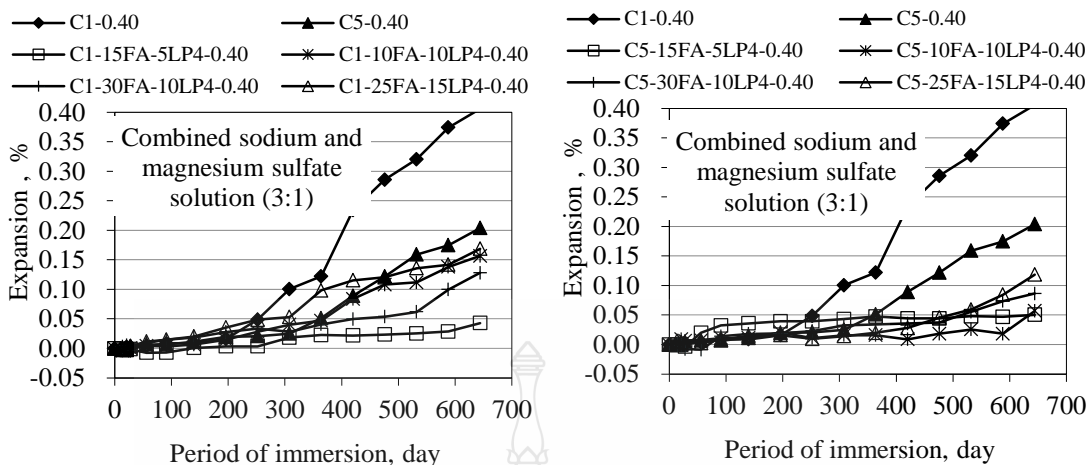 C1-0.40 C5-0.40
C1-15FA-5LP4-0.40 C1-10FA-10LP4-0.40
C1-30FA-10LP4-0.40 C1-25FA-15LP4-0.40
0.40
0.30
0.25
0.20
0.15
0.10
0.05
0.00
-0.05
Expansion , %
Combined sodium and
magnesium sulfate
solution (3:1)
0 100 200 300 400 500 600 700
Period of immersion, day
C1-0.40 C5-0.40
C5-15FA-5LP4-0.40 C5-10FA-10LP4-0.40
C5-30FA-10LP4-0.40 C5-25FA-15LP4-0.40
0.40
0.30
0.25
0.20
0.15
0.10
0.05
0.00
-0.05
Expansion , %
Combined sodium and
magnesium sulfate
solution (3:1)
0 100 200 300 400 500 600 700
Period of immersion, day